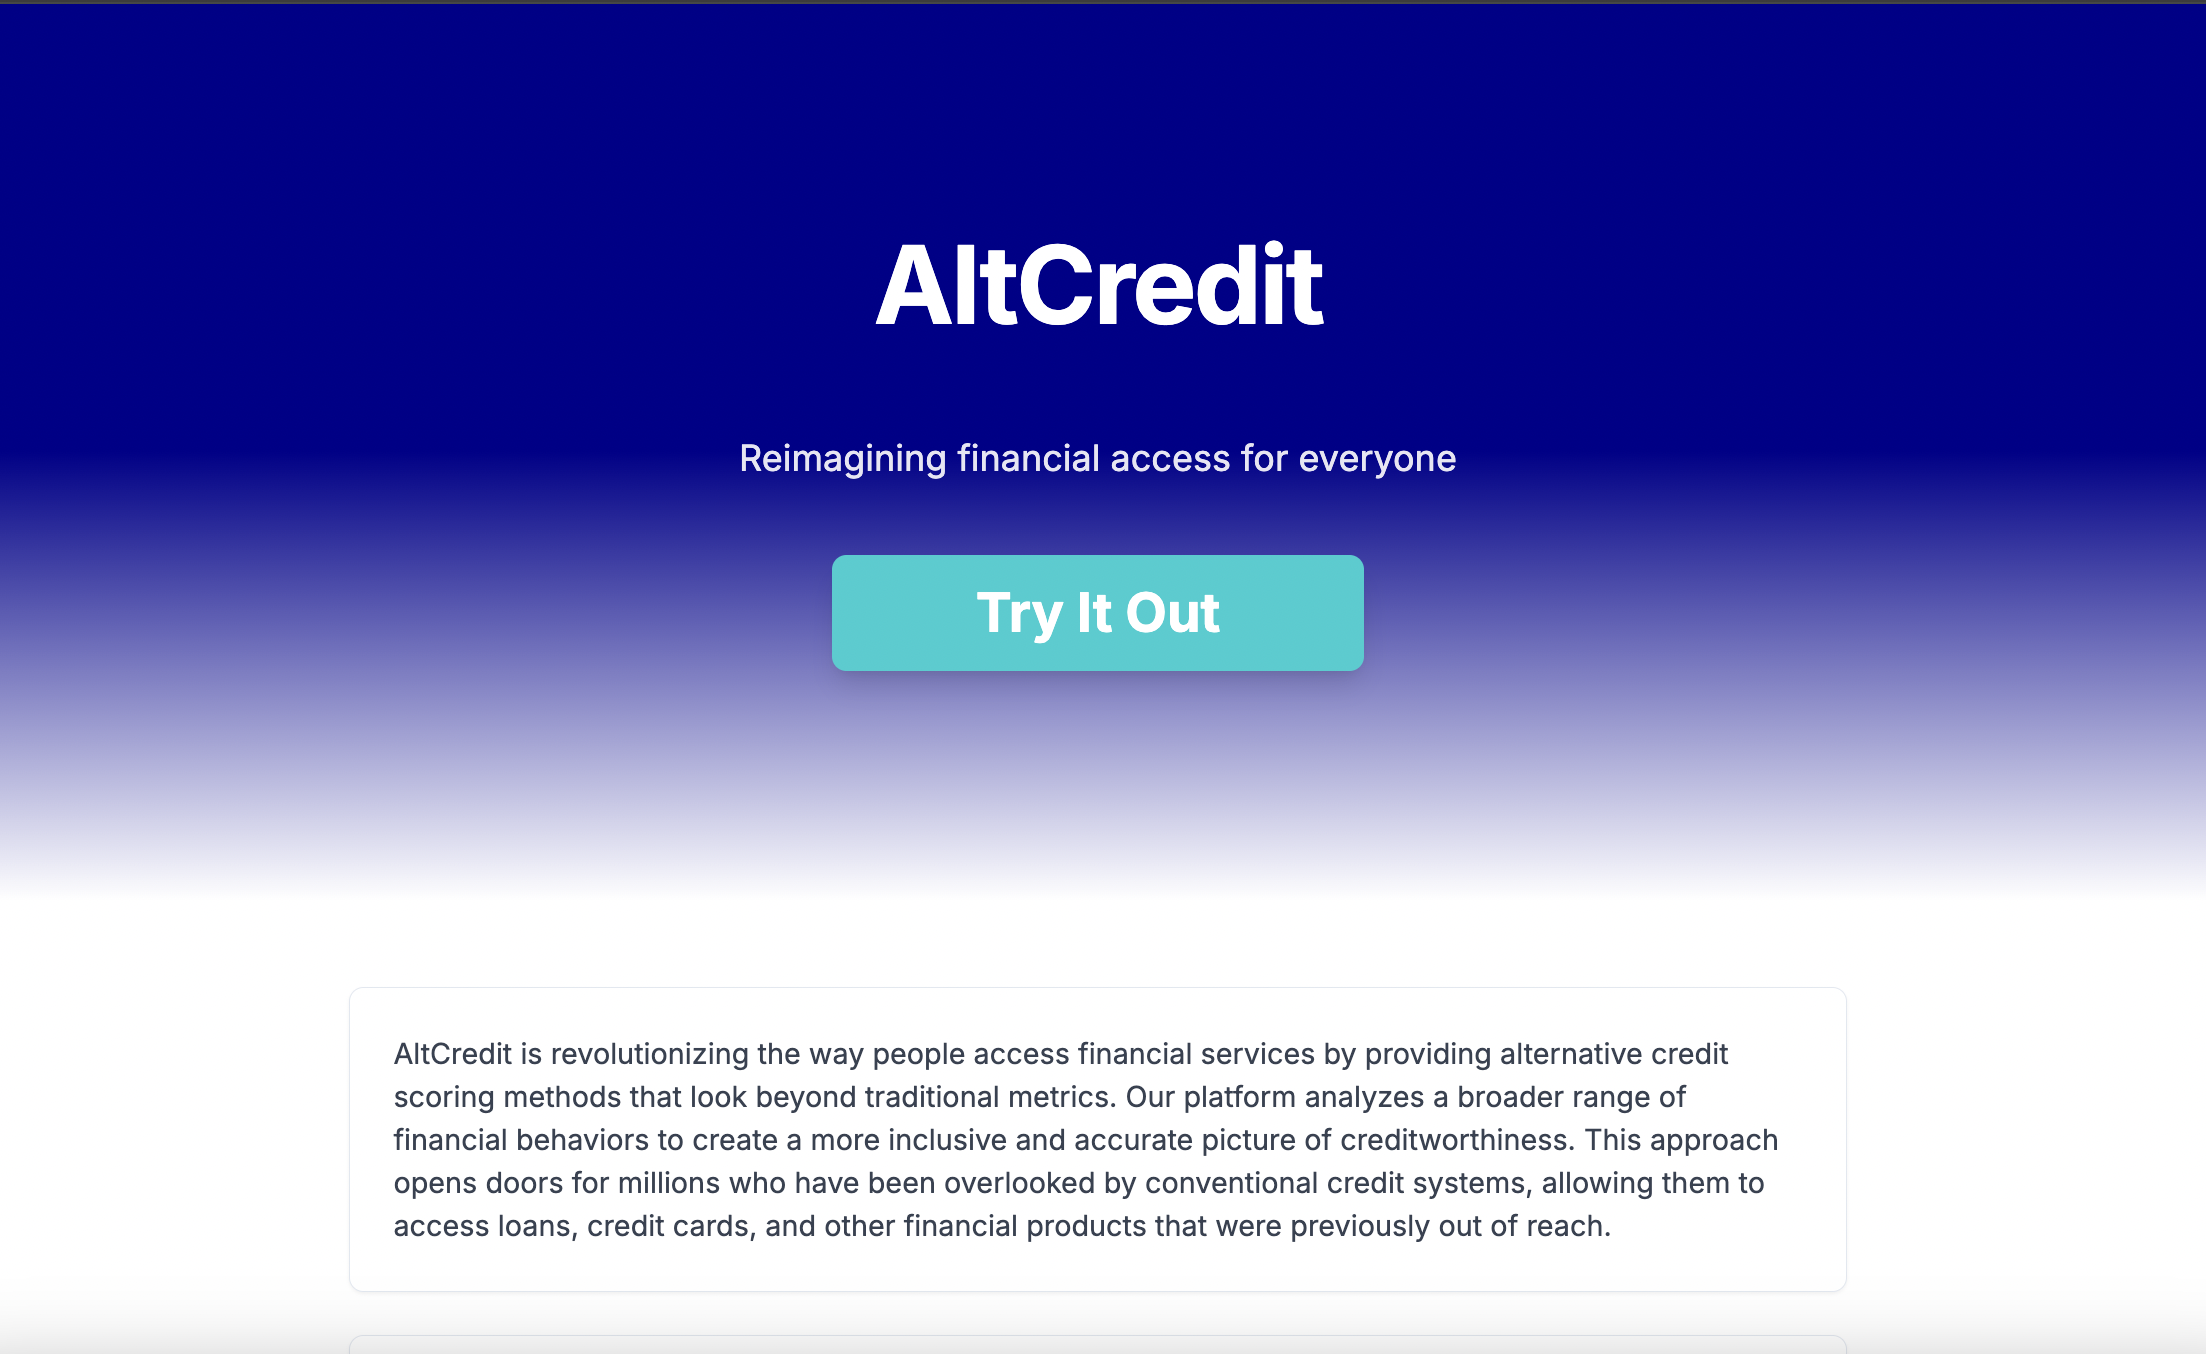 AltCredit
Reimagining financial access for everyone
Try It Out
AltCredit is revolutionizing the way people access financial services by providing alternative credit
scoring methods that look beyond traditional metrics. Our platform analyzes a broader range of
financial behaviors to create a more inclusive and accurate picture of creditworthiness. This approach
opens doors for millions who have been overlooked by conventional credit systems, allowing them to
access loans, credit cards, and other financial products that were previously out of reach.